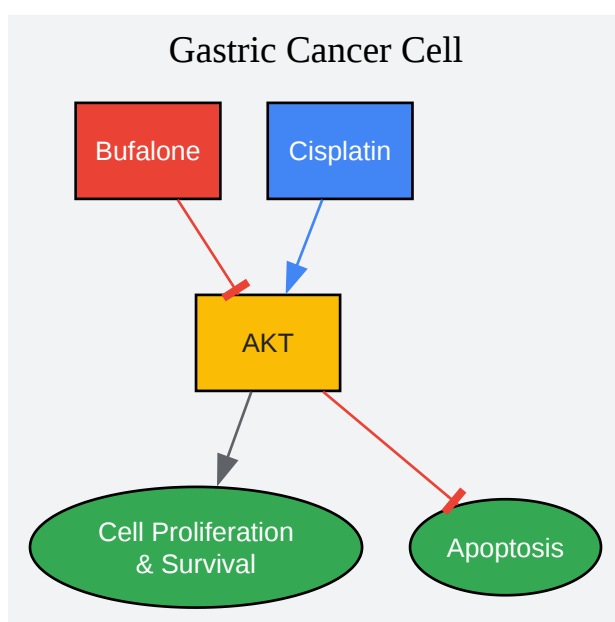 Gastric Cancer Cell
Bufalone
Cisplatin
AKT
Cell Proliferation
& Survival
Apoptosis